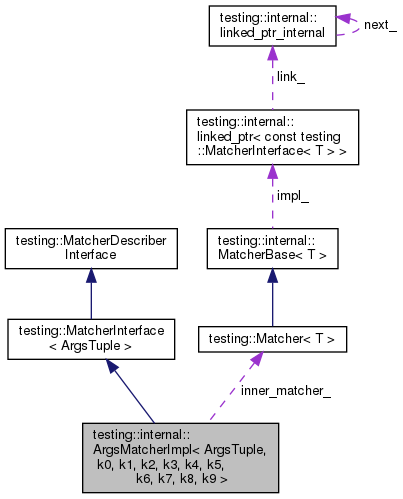 testing::internal::
linked_ptr_internal
next_
link_
testing::internal::
linked_ptr< const testing
::MatcherInterface< T > >
impl_
testing::MatcherDescriber
Interface
testing::internal::
MatcherBase< T >
testing::MatcherInterface
< ArgsTuple >
testing::Matcher< T >
inner_matcher_
testing::internal::
ArgsMatcherImpl< ArgsTuple,
k0, k1, k2, k3, k4, k5,
k6, k7, k8, k9 >